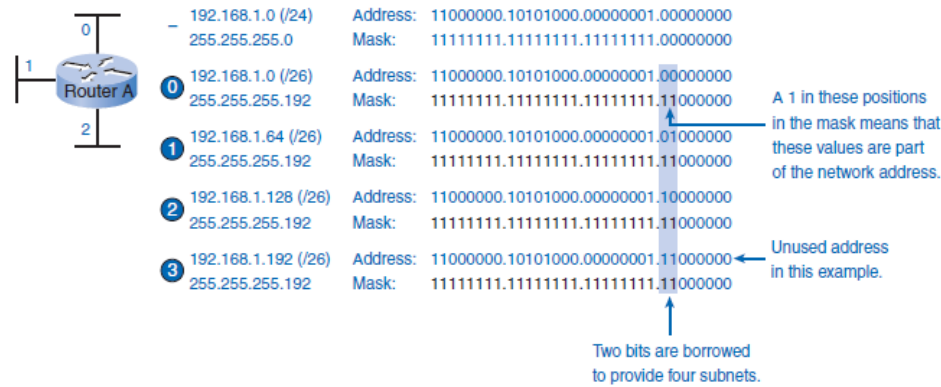 0
1
Router A
2
– 192.168.1.0 (/24) Address: 11000000.10101000.00000001.00000000
255.255.255.0 Mask: 11111111.11111111.11111111.00000000
0 192.168.1.0 (/26) Address: 11000000.10101000.00000001.00000000
255.255.255.192 Mask: 11111111.11111111.11111111.11000000
1 192.168.1.64 (/26) Address: 11000000.10101000.00000001.01000000
255.255.255.192 Mask: 11111111.11111111.11111111.11000000
2 192.168.1.128 (/26) Address: 11000000.10101000.00000001.10000000
255.255.255.192 Mask: 11111111.11111111.11111111.11000000
3 192.168.1.192 (/26) Address: 11000000.10101000.00000001.11000000
255.255.255.192 Mask: 11111111.11111111.11111111.11000000
A 1 in these positions
in the mask means that
these values are part
of the network address.
Unused address
in this example.
Two bits are borrowed
to provide four subnets.